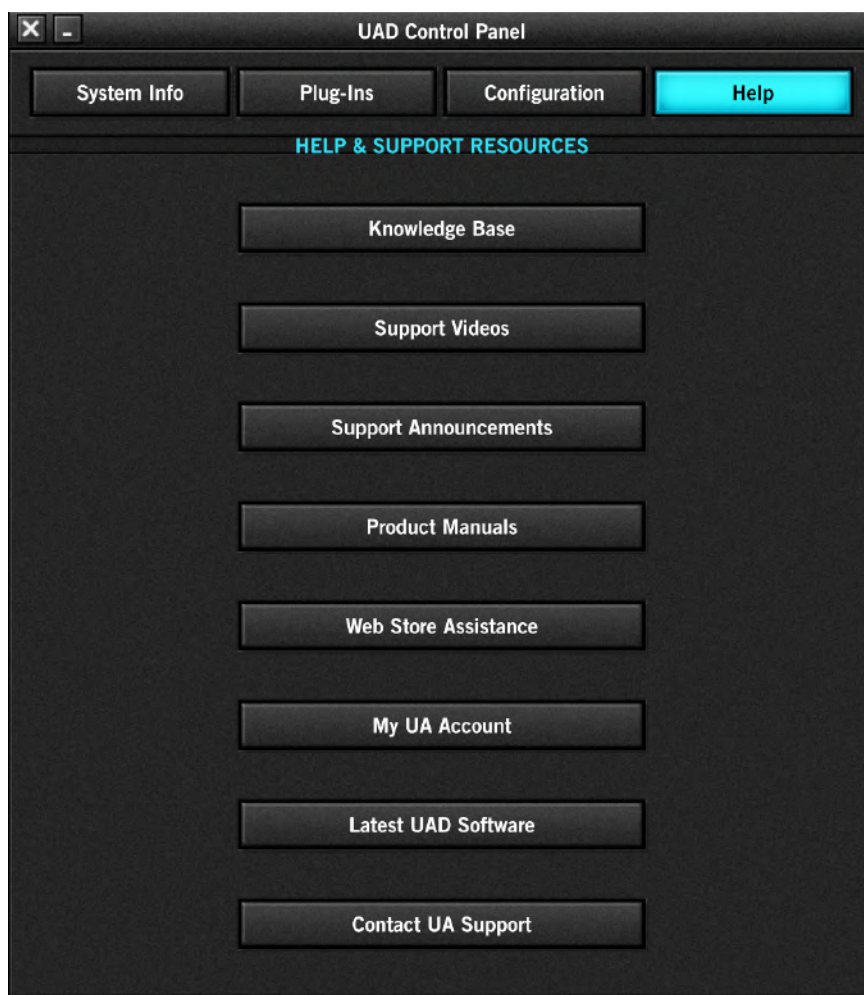 UAD Control Panel
System Info
Plug-Ins
Configuration
Help
HELP & SUPPORT RESOURCES
Knowledge Base
Support Videos
Support Announcements
Product Manuals
Web Store Assistance
My UA Account
Latest UAD Software
Contact UA Support